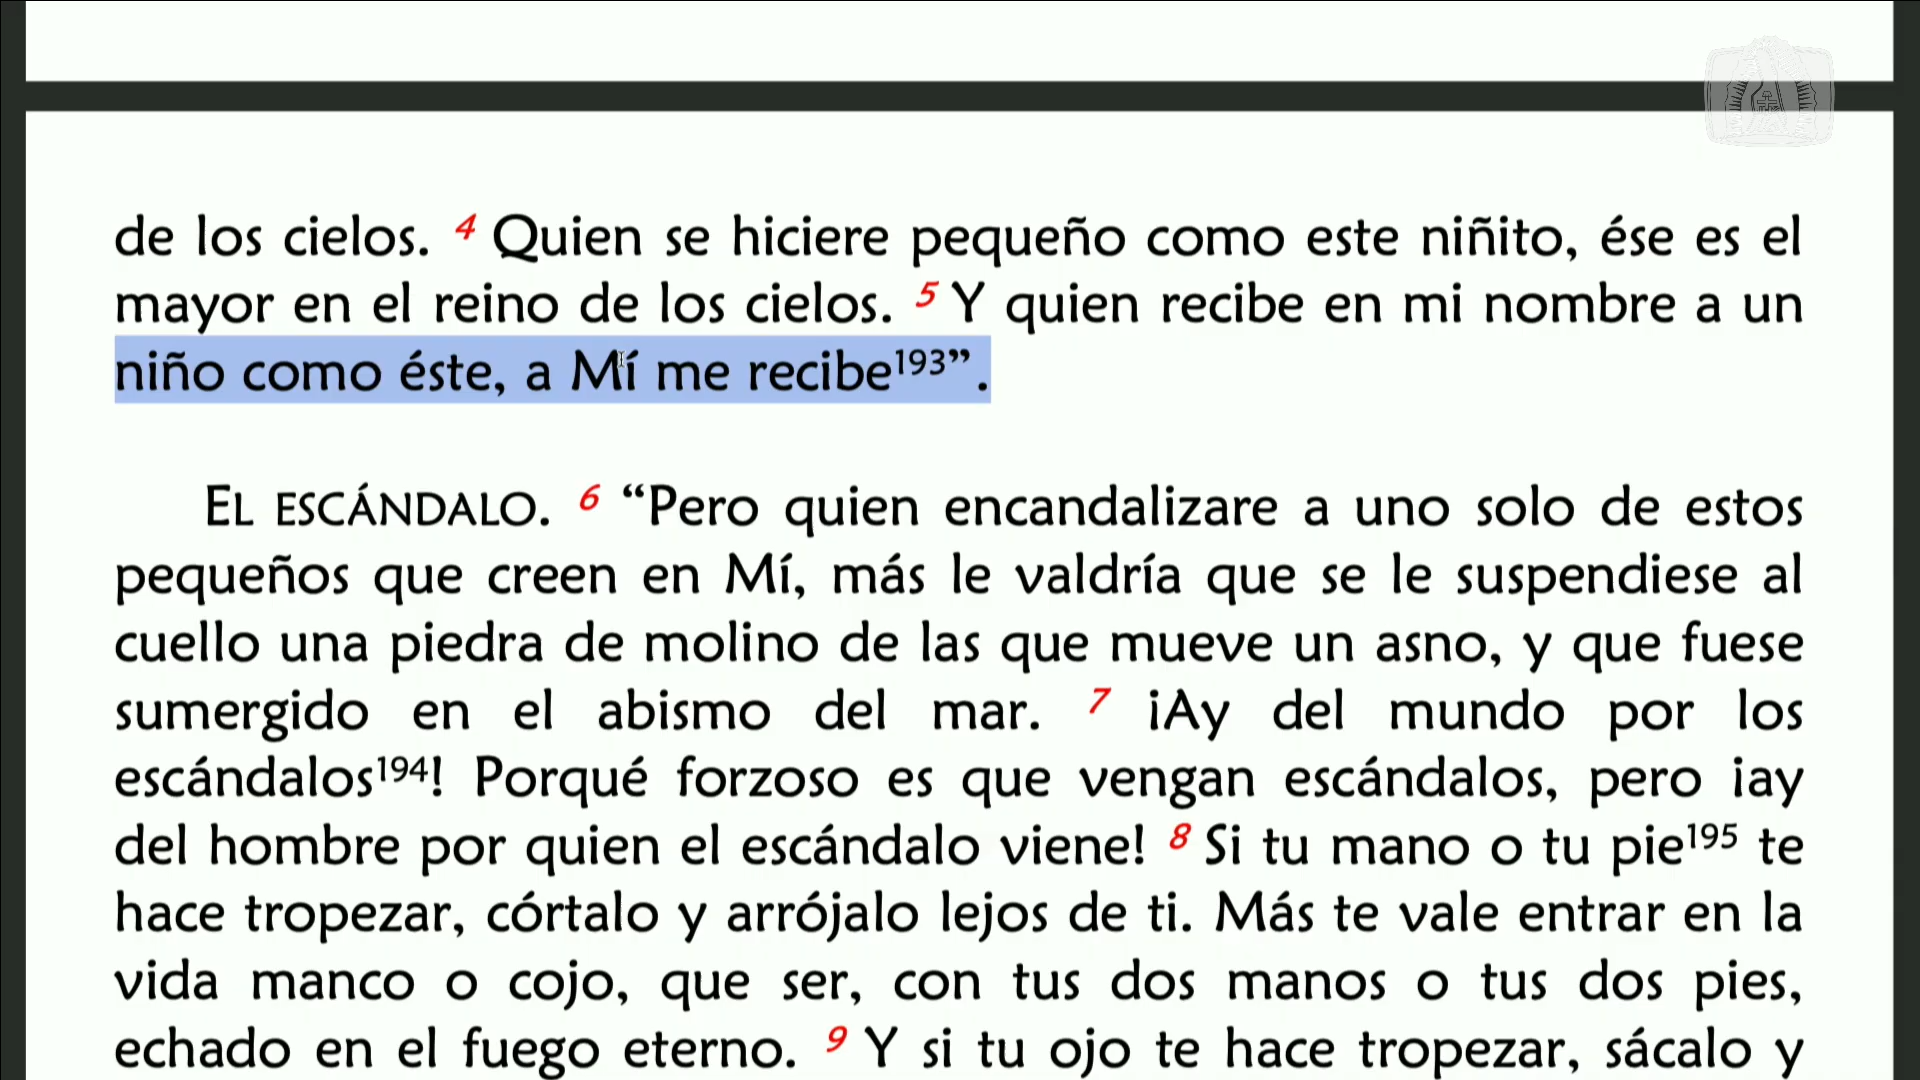 de los cielos. 4 Quien se hiciere pequeño como este niñito, ése es el
mayor en el reino de los cielos. 5 Y quien recibe en mi nombre a un
niño como éste, a Mí me recibe193”.
EL ESCÁNDALO. 6 “Pero quien encandalizare a uno solo de estos
pequeños que creen en Mí, más le valdría que se le suspendiese al
cuello una piedra de molino de las que mueve un asno, y que fuese
sumergido en el abismo del mar. 7 ¡Ay del mundo por los
escándalos194! Porqué forzoso es que vengan escándalos, pero ¡ay
del hombre por quien el escándalo viene! 8 Si tu mano o tu pie195 te
hace tropezar, córtalo y arrójalo lejos de ti. Más te vale entrar en la
vida manco o cojo, que ser, con tus dos manos o tus dos pies,
echado en el fuego eterno. 9 Y si tu ojo te hace tropezar, sácalo y